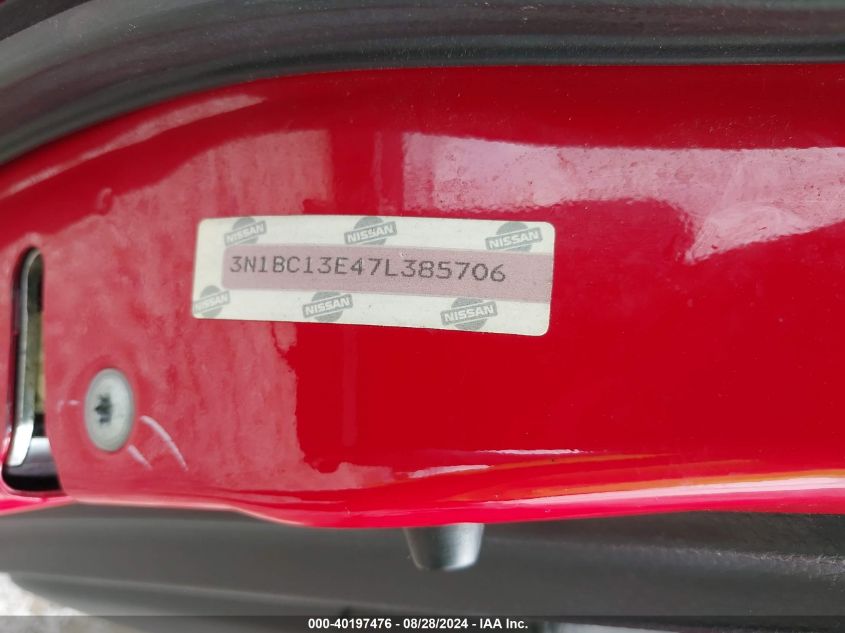 NISSAN NISSAN NISSAN
3N1BC13E47L385706
NISSAN NISSAN NISSAN
000-40197476 - 08/28/2024 - IAA Inc.